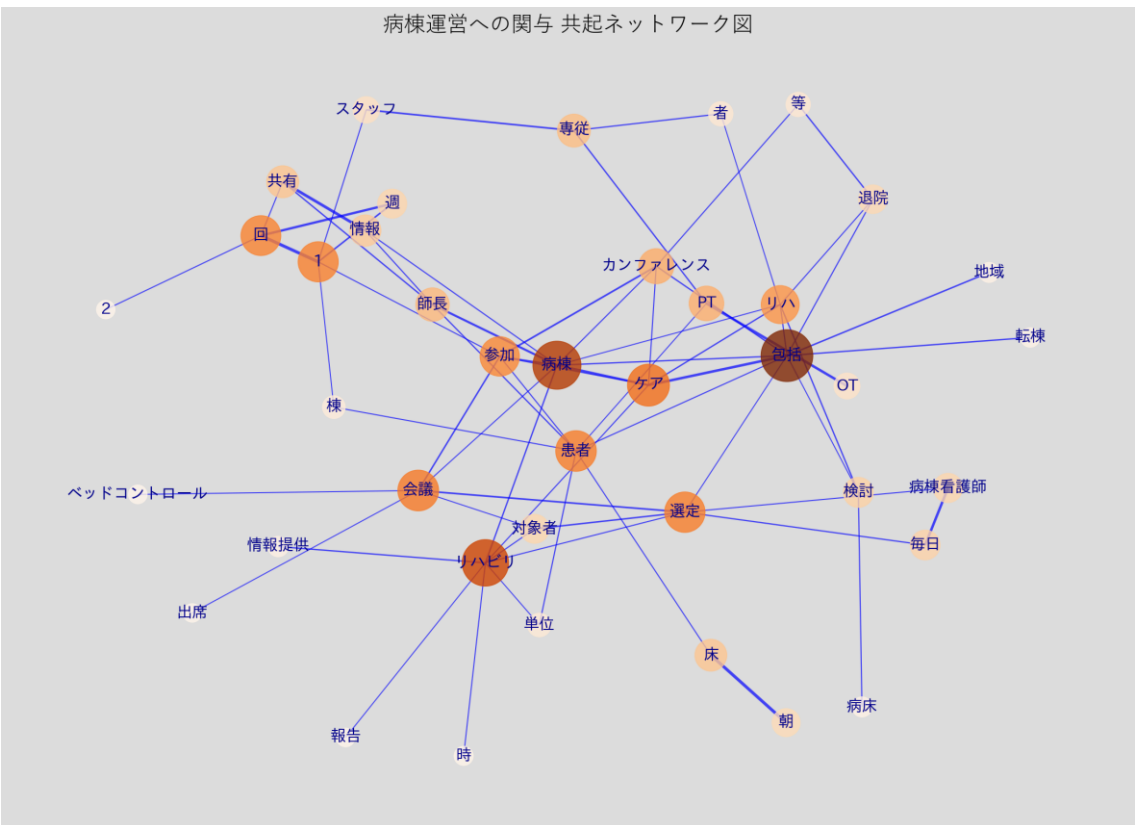 病棟運営への関与 共起ネットワーク図
スタッフ
専従
者
等
共有
週
退院
回
情報
1
カンファレンス
地域
2
師長
PT
リハ
転棟
参加
病棟
包括
ケア
OT
棟
患者
ベッドコントロール
会議
検討
病棟看護師
選定
対象者
情報提供
毎日
リハビリ
出席
単位
床
病床
朝
報告
時